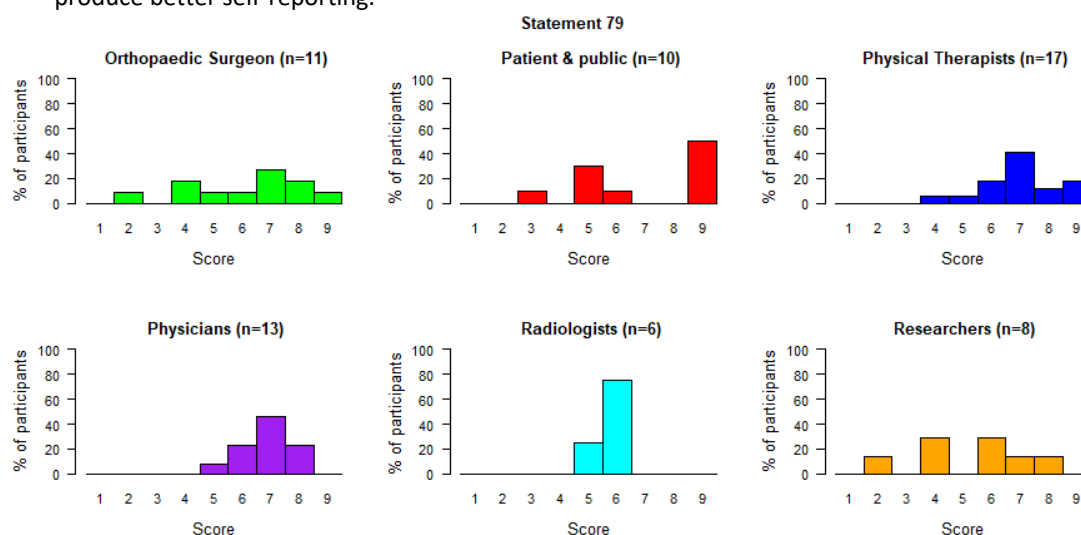 produce better self-reporting.
Statement 79
Orthopaedic Surgeon (n=11)
% of participants
100
80
60
40
20
0
1 2 3 4 5 6 7 8 9
Score
Patient & public (n=10)
% of participants
100
80
60
40
20
0
1 2 3 4 5 6 7 8 9
Score
Physical Therapists (n=17)
% of participants
100
80
60
40
20
0
1 2 3 4 5 6 7 8 9
Score
Physicians (n=13)
% of participants
100
80
60
40
20
0
1 2 3 4 5 6 7 8 9
Score
Radiologists (n=6)
% of participants
100
80
60
40
20
0
1 2 3 4 5 6 7 8 9
Score
Researchers (n=8)
% of participants
100
80
60
40
20
0
1 2 3 4 5 6 7 8 9
Score